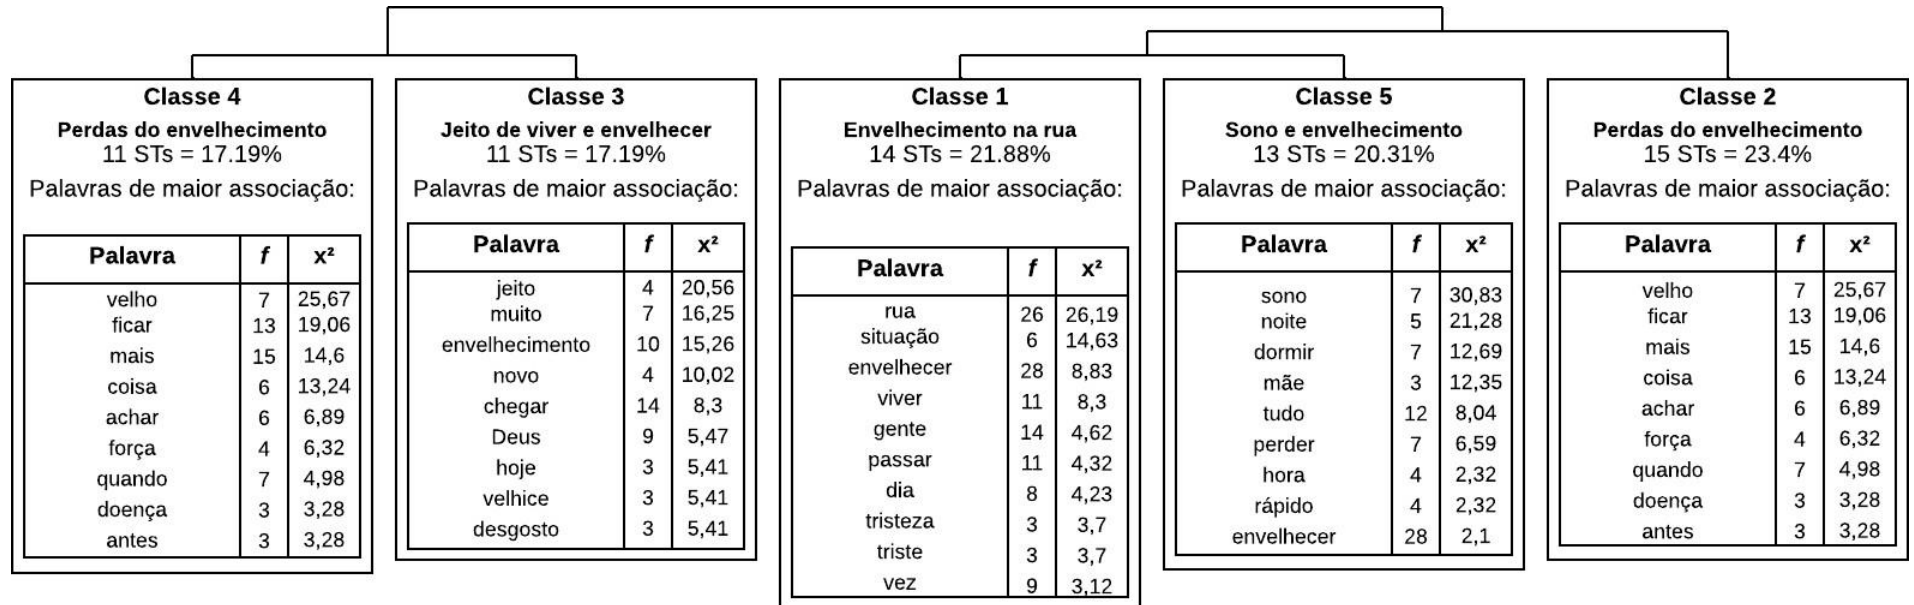 Classe 4
Perdas do envelhecimento
11 STs = 17.19%
Palavras de maior associação:
Palavra f x²
velho 7 25,67
ficar 13 19,06
mais 15 14,6
coisa 6 13,24
achar 6 6,89
força 4 6,32
quando 7 4,98
doença 3 3,28
antes 3 3,28
Classe 3
Jeito de viver e envelhecer
11 STs = 17.19%
Palavras de maior associação:
Palavra f x²
jeito 4 20,56
muito 7 16,25
envelhecimento 10 15,26
novo 4 10,02
chegar 14 8,3
Deus 9 5,47
hoje 3 5,41
velhice 3 5,41
desgosto 3 5,41
Classe 1
Envelhecimento na rua
14 STs = 21.88%
Palavras de maior associação:
Palavra f x²
rua 26 26,19
situação 6 14,63
envelhecer 28 8,83
viver 11 8,3
gente 14 4,62
passar 11 4,32
dia 8 4,23
tristeza 3 3,7
triste 3 3,7
vez 9 3,12
Classe 5
Sono e envelhecimento
13 STs = 20.31%
Palavras de maior associação:
Palavra f x²
sono 7 30,83
noite 5 21,28
dormir 7 12,69
mãe 3 12,35
tudo 12 8,04
perder 7 6,59
hora 4 2,32
rápido 4 2,32
envelhecer 28 2,1
Classe 2
Perdas do envelhecimento
15 STs = 23.4%
Palavras de maior associação:
Palavra f x²
velho 7 25,67
ficar 13 19,06
mais 15 14,6
coisa 6 13,24
achar 6 6,89
força 4 6,32
quando 7 4,98
doença 3 3,28
antes 3 3,28